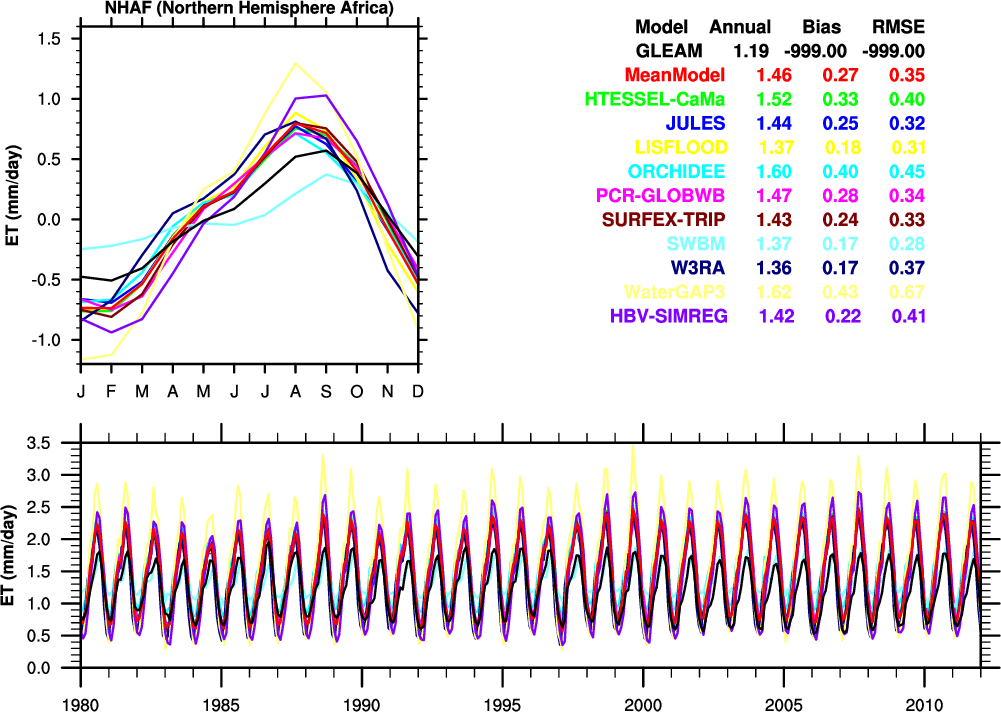 NHAF (Northern Hemisphere Africa)
1.5
1.0
0.5
0.0
-0.5
-1.0
ET (mm/day)
J F M A M J J A S O N D
Model Annual Bias RMSE
GLEAM 1.19 -999.00 -999.00
MeanModel 1.46 0.27 0.35
HTESSEL-CaMa 1.52 0.33 0.40
JULES 1.44 0.25 0.32
LISFLOOD 1.37 0.18 0.31
ORCHIDEE 1.60 0.40 0.45
PCR-GLOBWB 1.47 0.28 0.34
SURFEX-TRIP 1.43 0.24 0.33
SWBM 1.37 0.17 0.28
W3RA 1.36 0.17 0.37
WaterGAP3 1.62 0.43 0.67
HBV-SIMREG 1.42 0.22 0.41
3.5
3.0
2.5
2.0
1.5
1.0
0.5
0.0
ET (mm/day)
1980 1985 1990 1995 2000 2005 2010